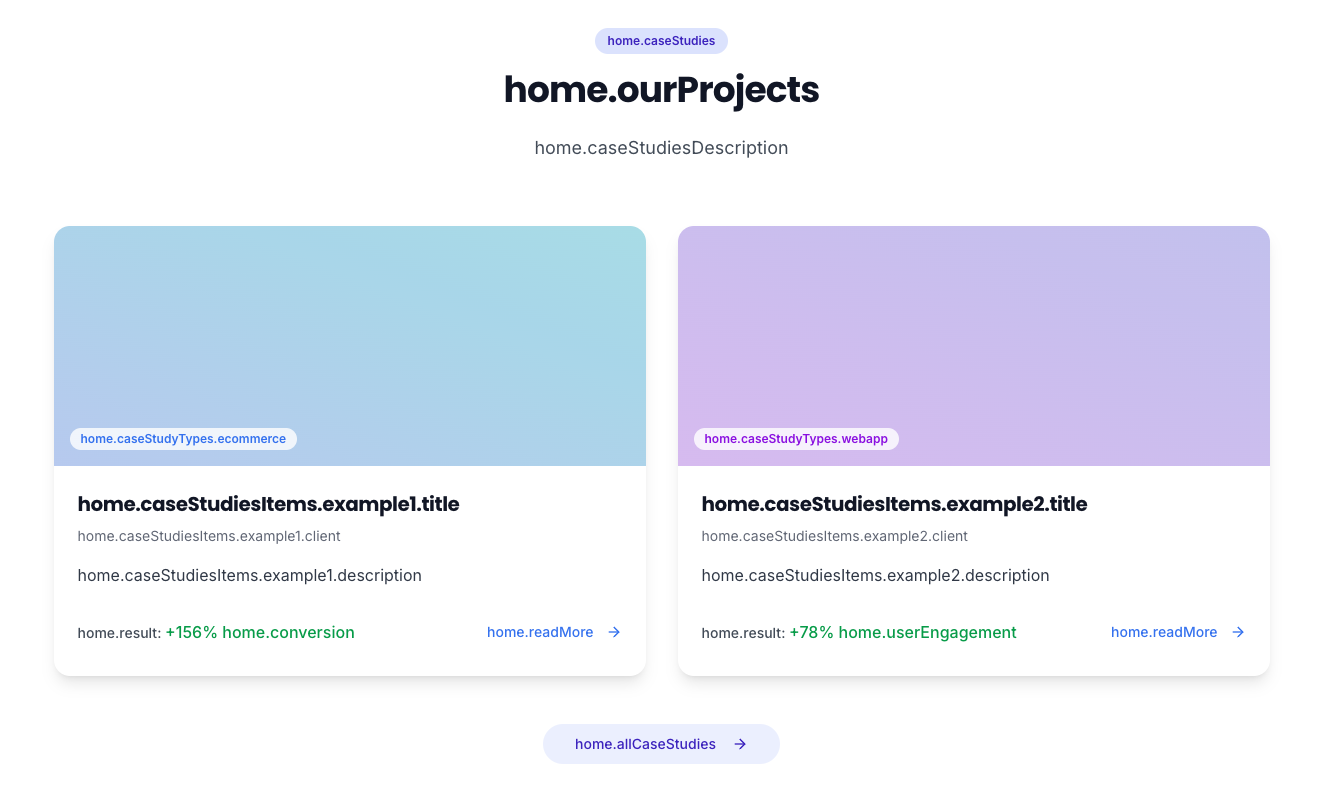 home.caseStudies
home.ourProjects
home.caseStudiesDescription
home.caseStudyTypes.ecommerce
home.caseStudiesItems.example1.title
home.caseStudiesItems.example1.client
home.caseStudiesItems.example1.description
home.result: +156% home.conversion
home.readMore
home.caseStudyTypes.webapp
home.caseStudiesItems.example2.title
home.caseStudiesItems.example2.client
home.caseStudiesItems.example2.description
home.result: +78% home.userEngagement
home.readMore
home.allCaseStudies